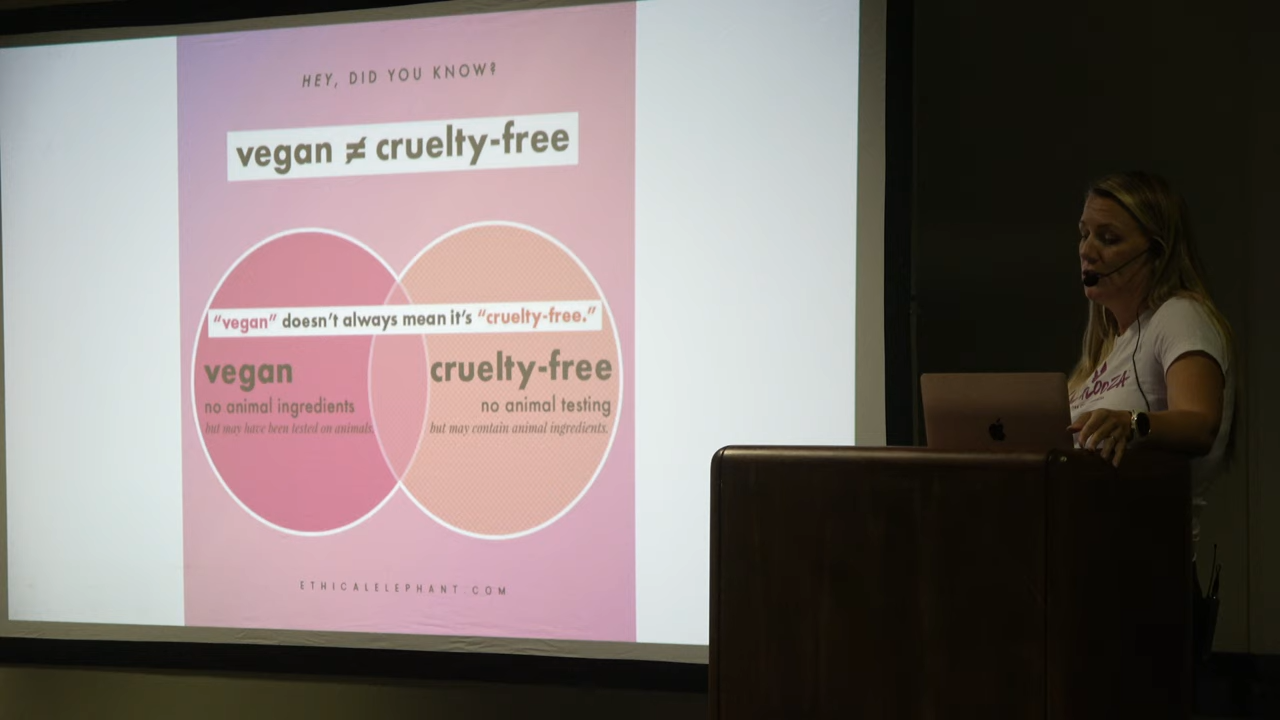 HEY, DID YOU KNOW?
vegan ≠ cruelty-free
"vegan" doesn't always mean it's "cruelty-free."
vegan
no animal ingredients
but may have been tested on animals.
cruelty-free
no animal testing
but may contain animal ingredients.
ETHICALELEPHANT.COM